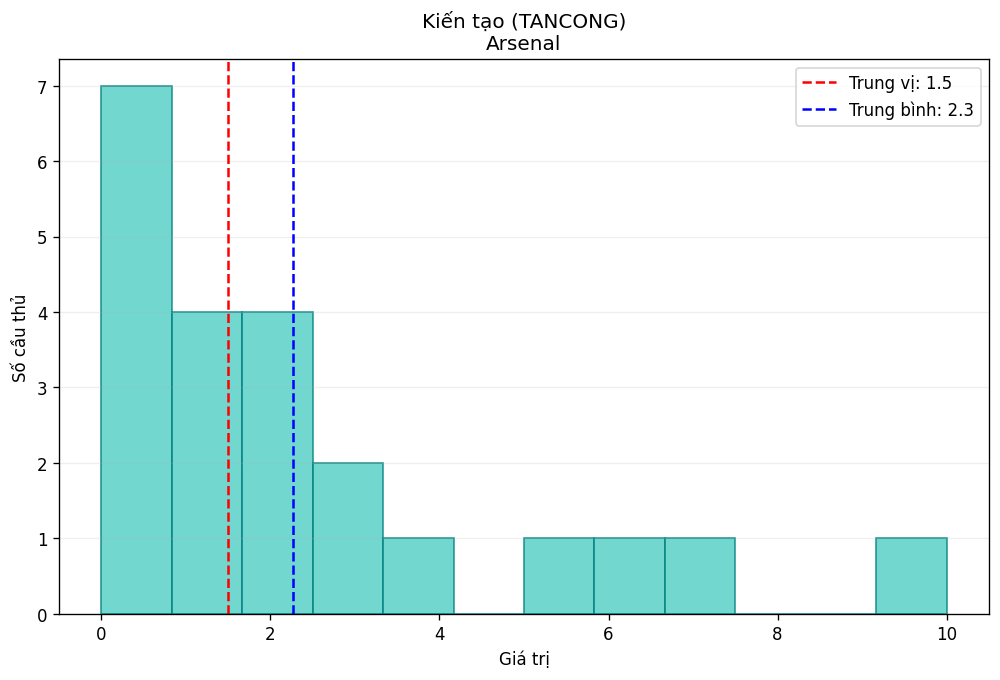 Kiến tạo (TANCONG)
Arsenal
Trung vị: 1.5
Trung bình: 2.3
Số cầu thủ
7
6
5
4
3
2
1
0
0 2 4 6 8 10
Giá trị